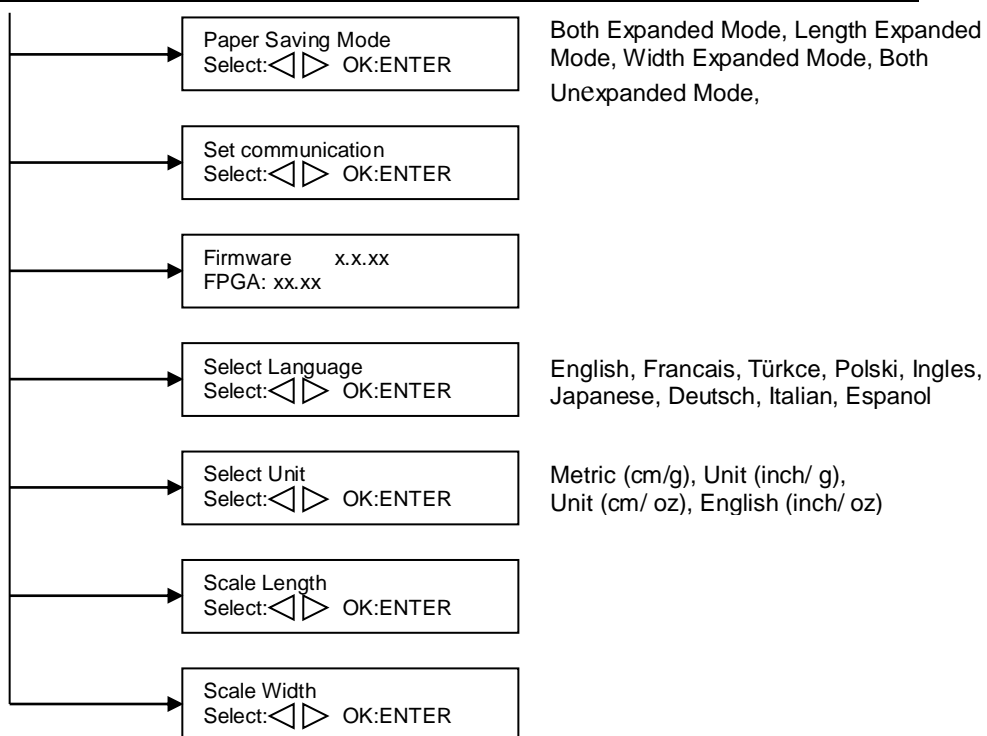 Paper Saving Mode
Select:◁ ▷ OK:ENTER
Both Expanded Mode, Length Expanded
Mode, Width Expanded Mode, Both
Unexpanded Mode,
Set communication
Select:◁ ▷ OK:ENTER
Firmware x.x.xx
FPGA: xx.xx
Select Language
Select:◁ ▷ OK:ENTER
English, Francais, Türkce, Polski, Ingles,
Japanese, Deutsch, Italian, Espanol
Select Unit
Select:◁ ▷ OK:ENTER
Metric (cm/g), Unit (inch/ g),
Unit (cm/ oz), English (inch/ oz)
Scale Length
Select:◁ ▷ OK:ENTER
Scale Width
Select:◁ ▷ OK:ENTER